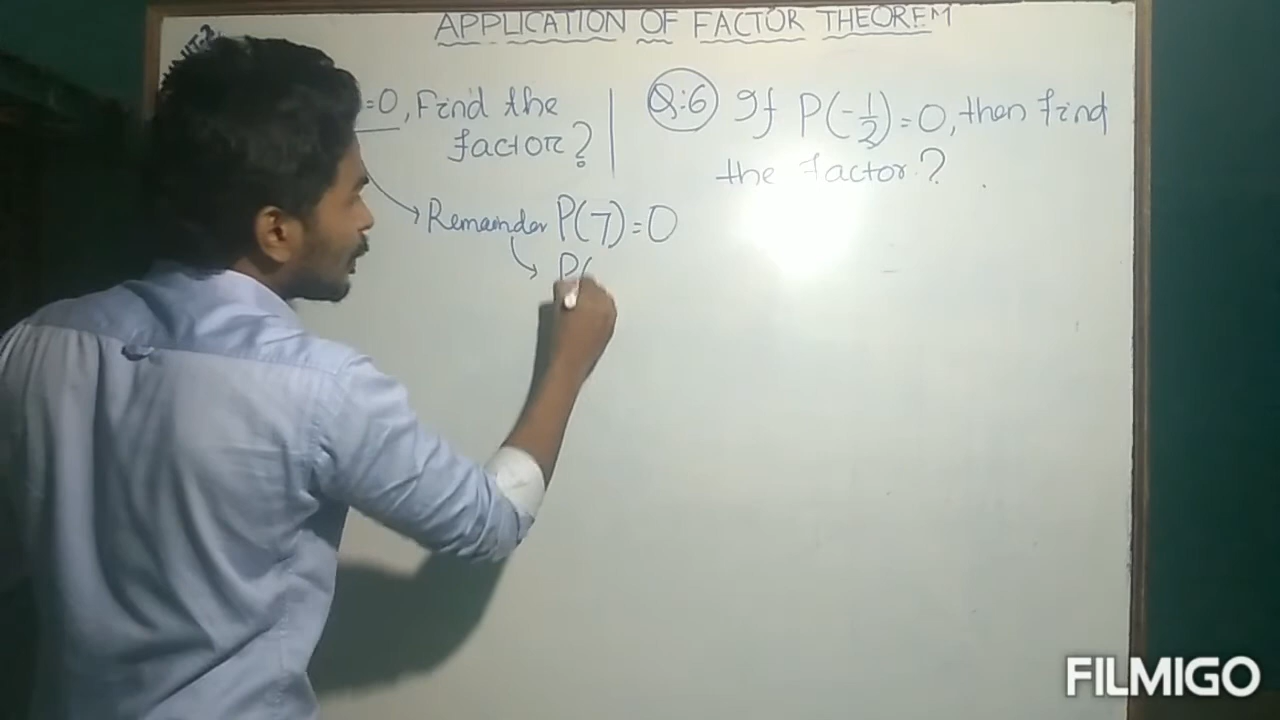 APPLICATION OF FACTOR THEOREM
=0, Find the
factor?
Remainder P(7)=0
P(
Q:6 If P(-1/2)=0, then find
the factor?
FILMIGO